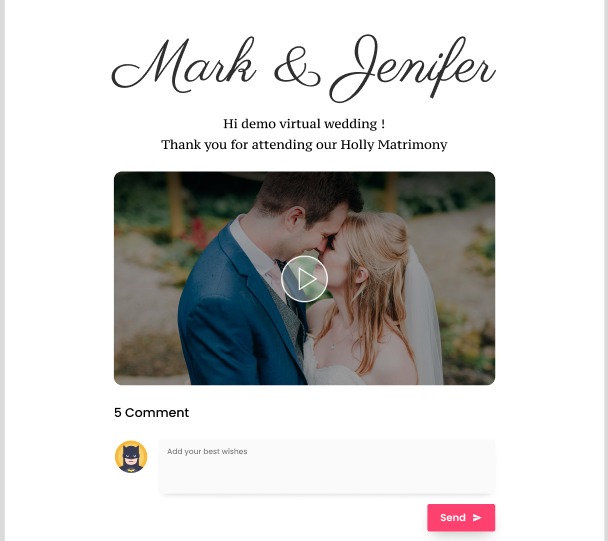 Mark & Jenifer
Hi demo virtual wedding !
Thank you for attending our Holly Matrimony
5 Comment
Add your best wishes
Send